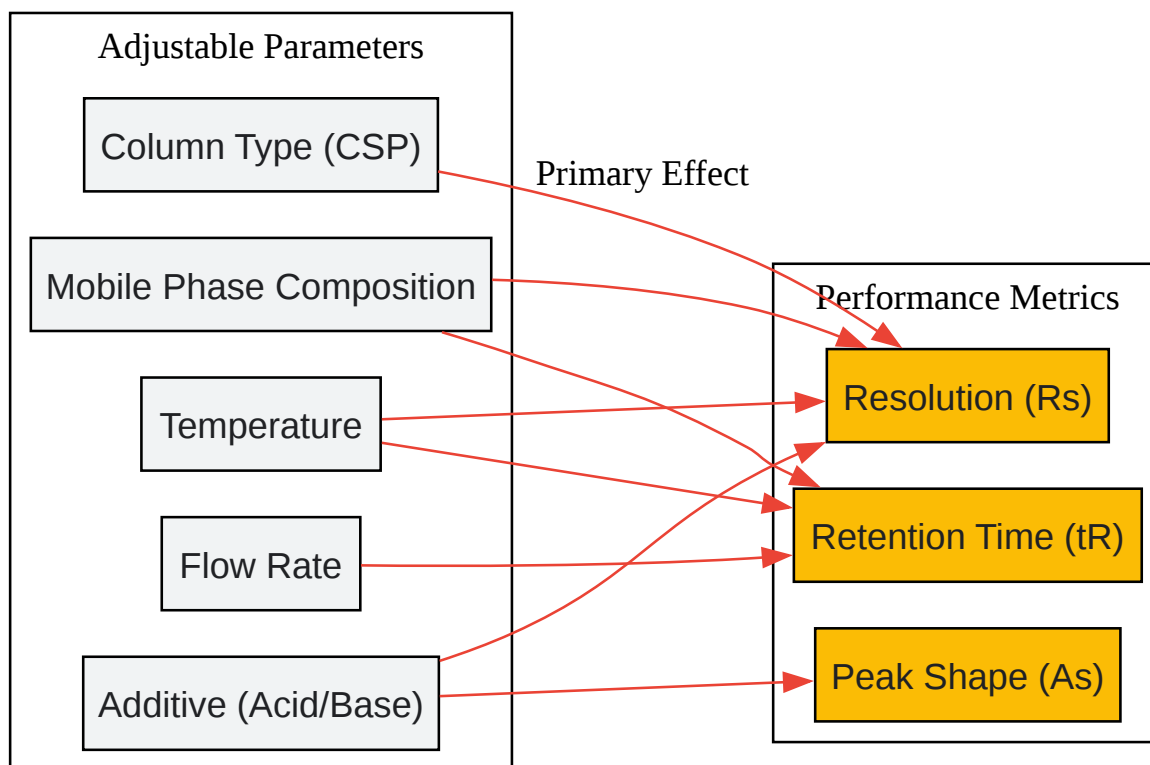 Adjustable Parameters
Column Type (CSP)
Primary Effect
Mobile Phase Composition
Performance Metrics
Temperature
Resolution (Rs)
Flow Rate
Retention Time (tR)
Additive (Acid/Base)
Peak Shape (As)